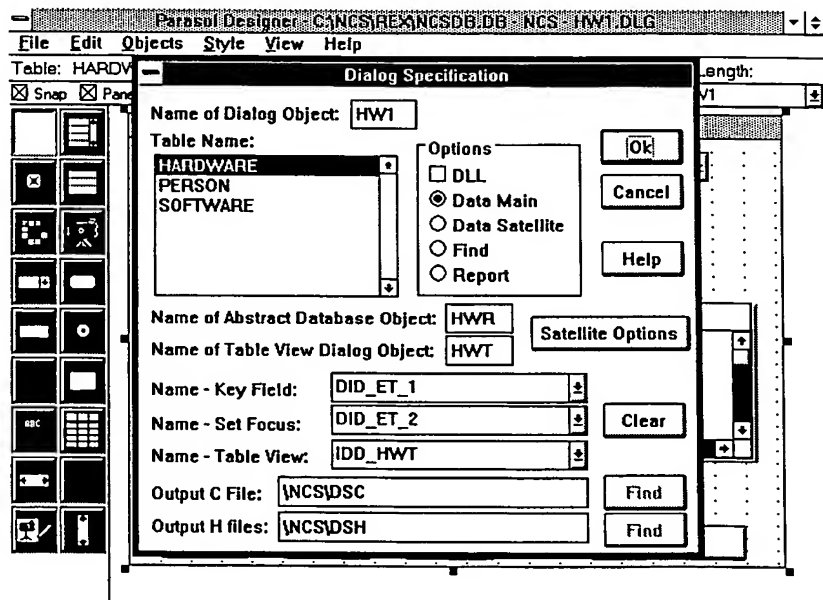 Parasol Designer - C:\NCS\REX\NCSDB.DB - NCS - HW1.DLG
File Edit Objects Style View Help
Table: HARDW
Length:
Snap Pane
V1
Dialog Specification
Name of Dialog Object: HW1
Table Name:
HARDWARE
PERSON
SOFTWARE
Options
DLL
Data Main
Data Satellite
Find
Report
Ok
Cancel
Help
Name of Abstract Database Object: HWR
Name of Table View Dialog Object: HWT
Satellite Options
Name - Key Field: DID_ET_1
Name - Set Focus: DID_ET_2
Clear
Name - Table View: IDD_HWT
Output C File: \NCS\DSC
Find
Output H files: \NCS\DSH
Find
ABC